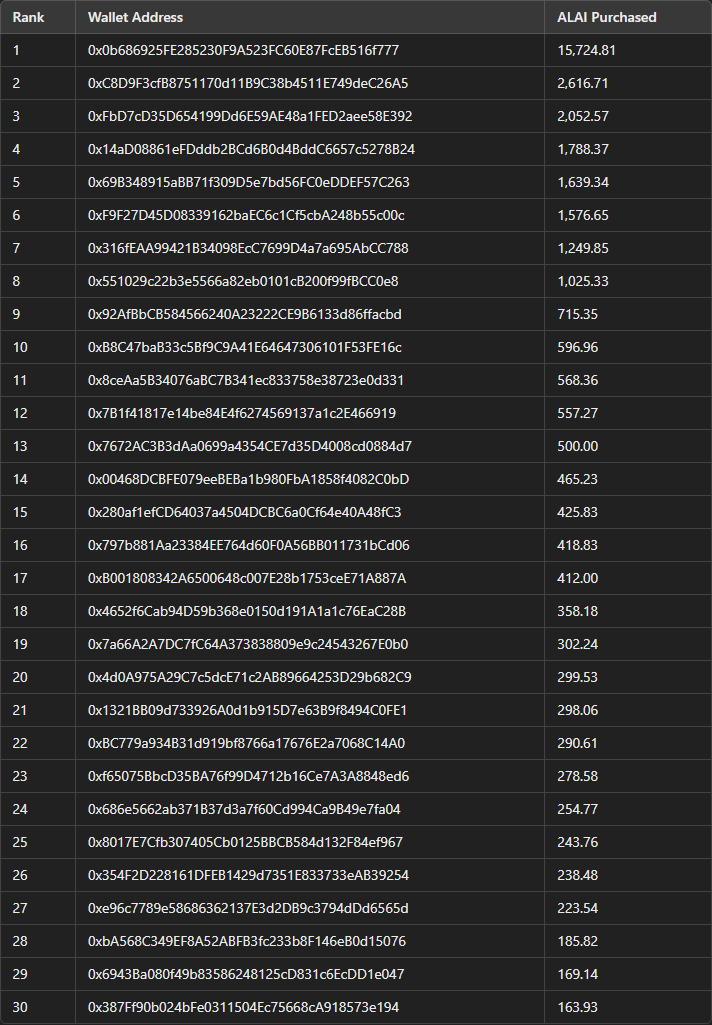 Rank Wallet Address ALAI Purchased
1 0x0b686925FE285230F9A523FC60E87FcEB516f777 15,724.81
2 0xC8D9F3cfB8751170d11B9C38b4511E749deC26A5 2,616.71
3 0xFbD7cD35D654199Dd6E59AE48a1FED2aee58E392 2,052.57
4 0x14aD08861eFDddb2BCd6B0d4BddC6657c5278B24 1,788.37
5 0x69B348915aBB71f309D5e7bd56FC0eDDEF57C263 1,639.34
6 0xF9F27D45D08339162baEC6c1Cf5cbA248b55c00c 1,576.65
7 0x316fEAA99421B34098EcC7699D4a7a695AbCC788 1,249.85
8 0x551029c22b3e5566a82eb0101cB200f99fBCC0e8 1,025.33
9 0x92AfBbCB584566240A23222CE9B6133d86ffacbd 715.35
10 0xB8C47baB33c5Bf9C9A41E64647306101F53FE16c 596.96
11 0x8ceAa5B34076aBC7B341ec833758e38723e0d331 568.36
12 0x7B1f41817e14be84E4f6274569137a1c2E466919 557.27
13 0x7672AC3B3dAa0699a4354CE7d35D4008cd0884d7 500.00
14 0x00468DCBFE079eeBEBa1b980FbA1858f4082C0bD 465.23
15 0x280af1efCD64037a4504DCBC6a0Cf64e40A48fC3 425.83
16 0x797b881Aa23384EE764d60F0A56BB011731bCd06 418.83
17 0xB001808342A6500648c007E28b1753ceE71A887A 412.00
18 0x4652f6Cab94D59b368e0150d191A1a1c76EaC28B 358.18
19 0x7a66A2A7DC7fC64A373838809e9c24543267E0b0 302.24
20 0x4d0A975A29C7c5dcE71c2AB89664253D29b682C9 299.53
21 0x1321BB09d733926A0d1b915D7e63B9f8494C0FE1 298.06
22 0xBC779a934B31d919bf8766a17676E2a7068C14A0 290.61
23 0xf65075BbcD35BA76f99D4712b16Ce7A3A8848ed6 278.58
24 0x686e5662ab371B37d3a7f60Cd994Ca9B49e7fa04 254.77
25 0x8017E7Cfb307405Cb0125BBCB584d132F84ef967 243.76
26 0x354F2D228161DFEB1429d7351E833733eAB39254 238.48
27 0xe96c7789e58686362137E3d2DB9c3794dDd6565d 223.54
28 0xbA568C349EF8A52ABFB3fc233b8F146eB0d15076 185.82
29 0x6943Ba080f49b83586248125cD831c6EcDD1e047 169.14
30 0x387Ff90b024bFe0311504Ec75668cA918573e194 163.93